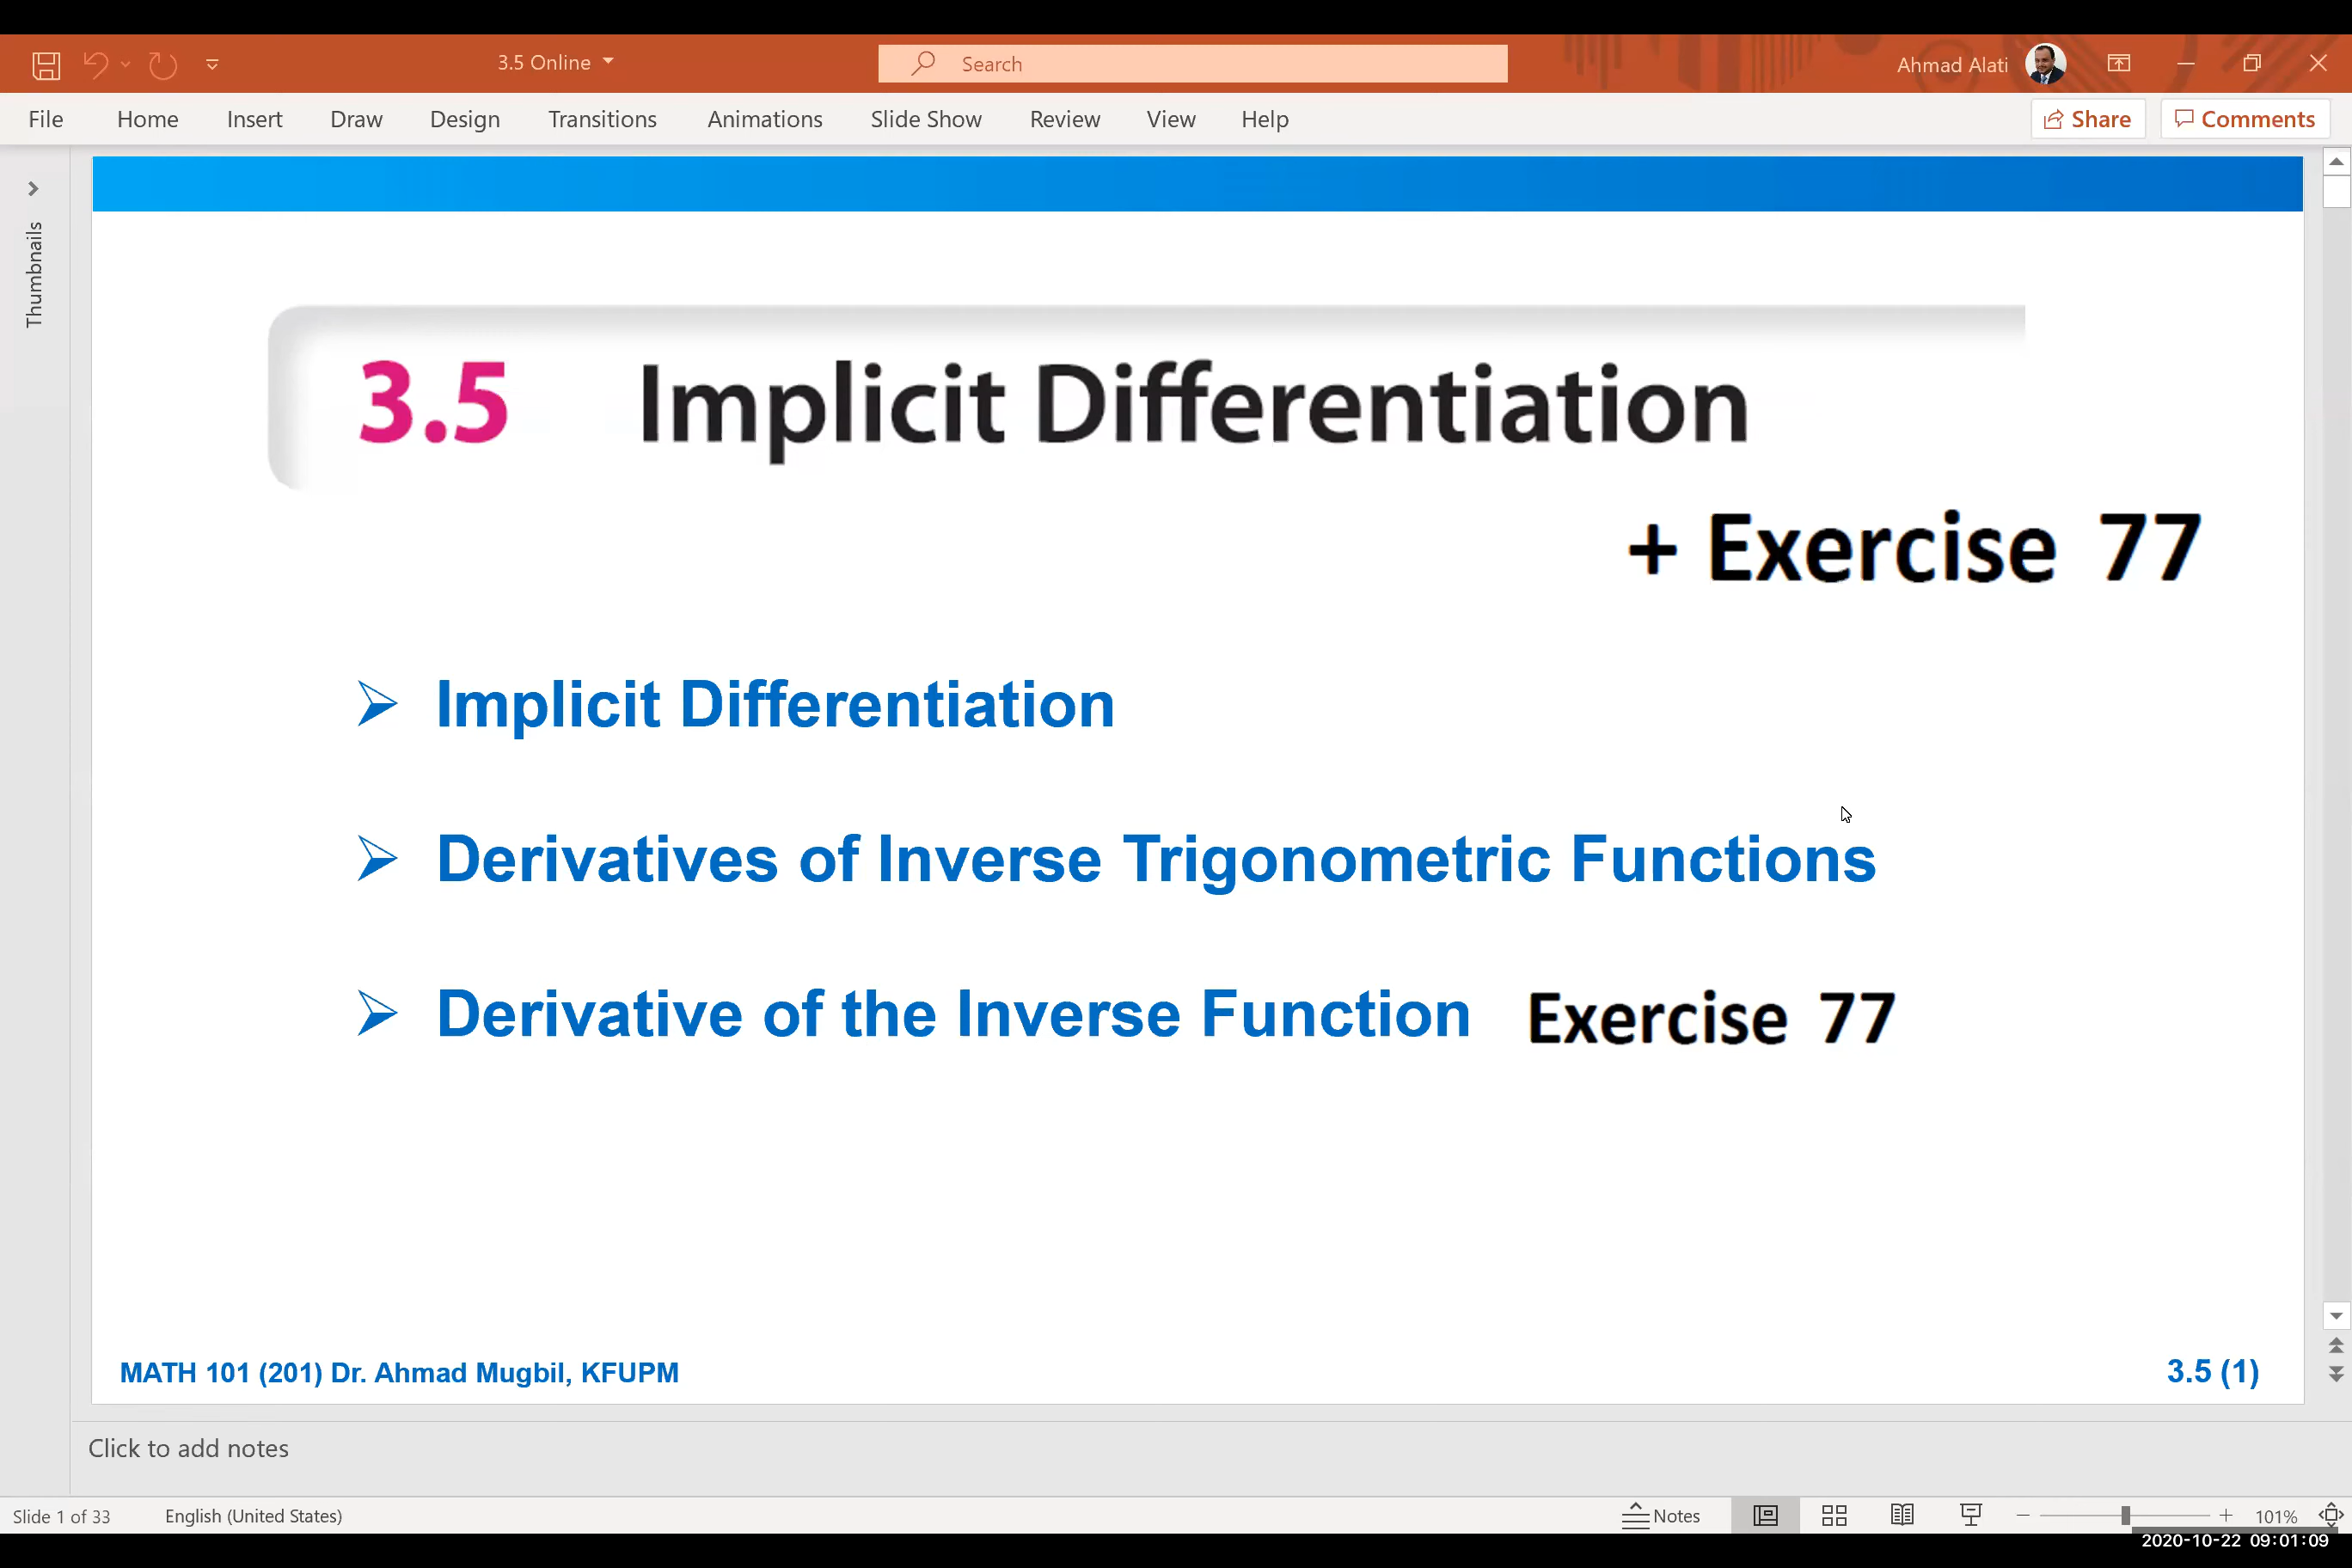 3.5 Online
Search
Ahmad Alati
File Home Insert Draw Design Transitions Animations Slide Show Review View Help
Share Comments
Thumbnails
3.5 Implicit Differentiation
+ Exercise 77
Implicit Differentiation
Derivatives of Inverse Trigonometric Functions
Derivative of the Inverse Function Exercise 77
MATH 101 (201) Dr. Ahmad Mugbil, KFUPM
3.5 (1)
Click to add notes
Slide 1 of 33 English (United States) Notes 101%
2020-10-22 09:01:09